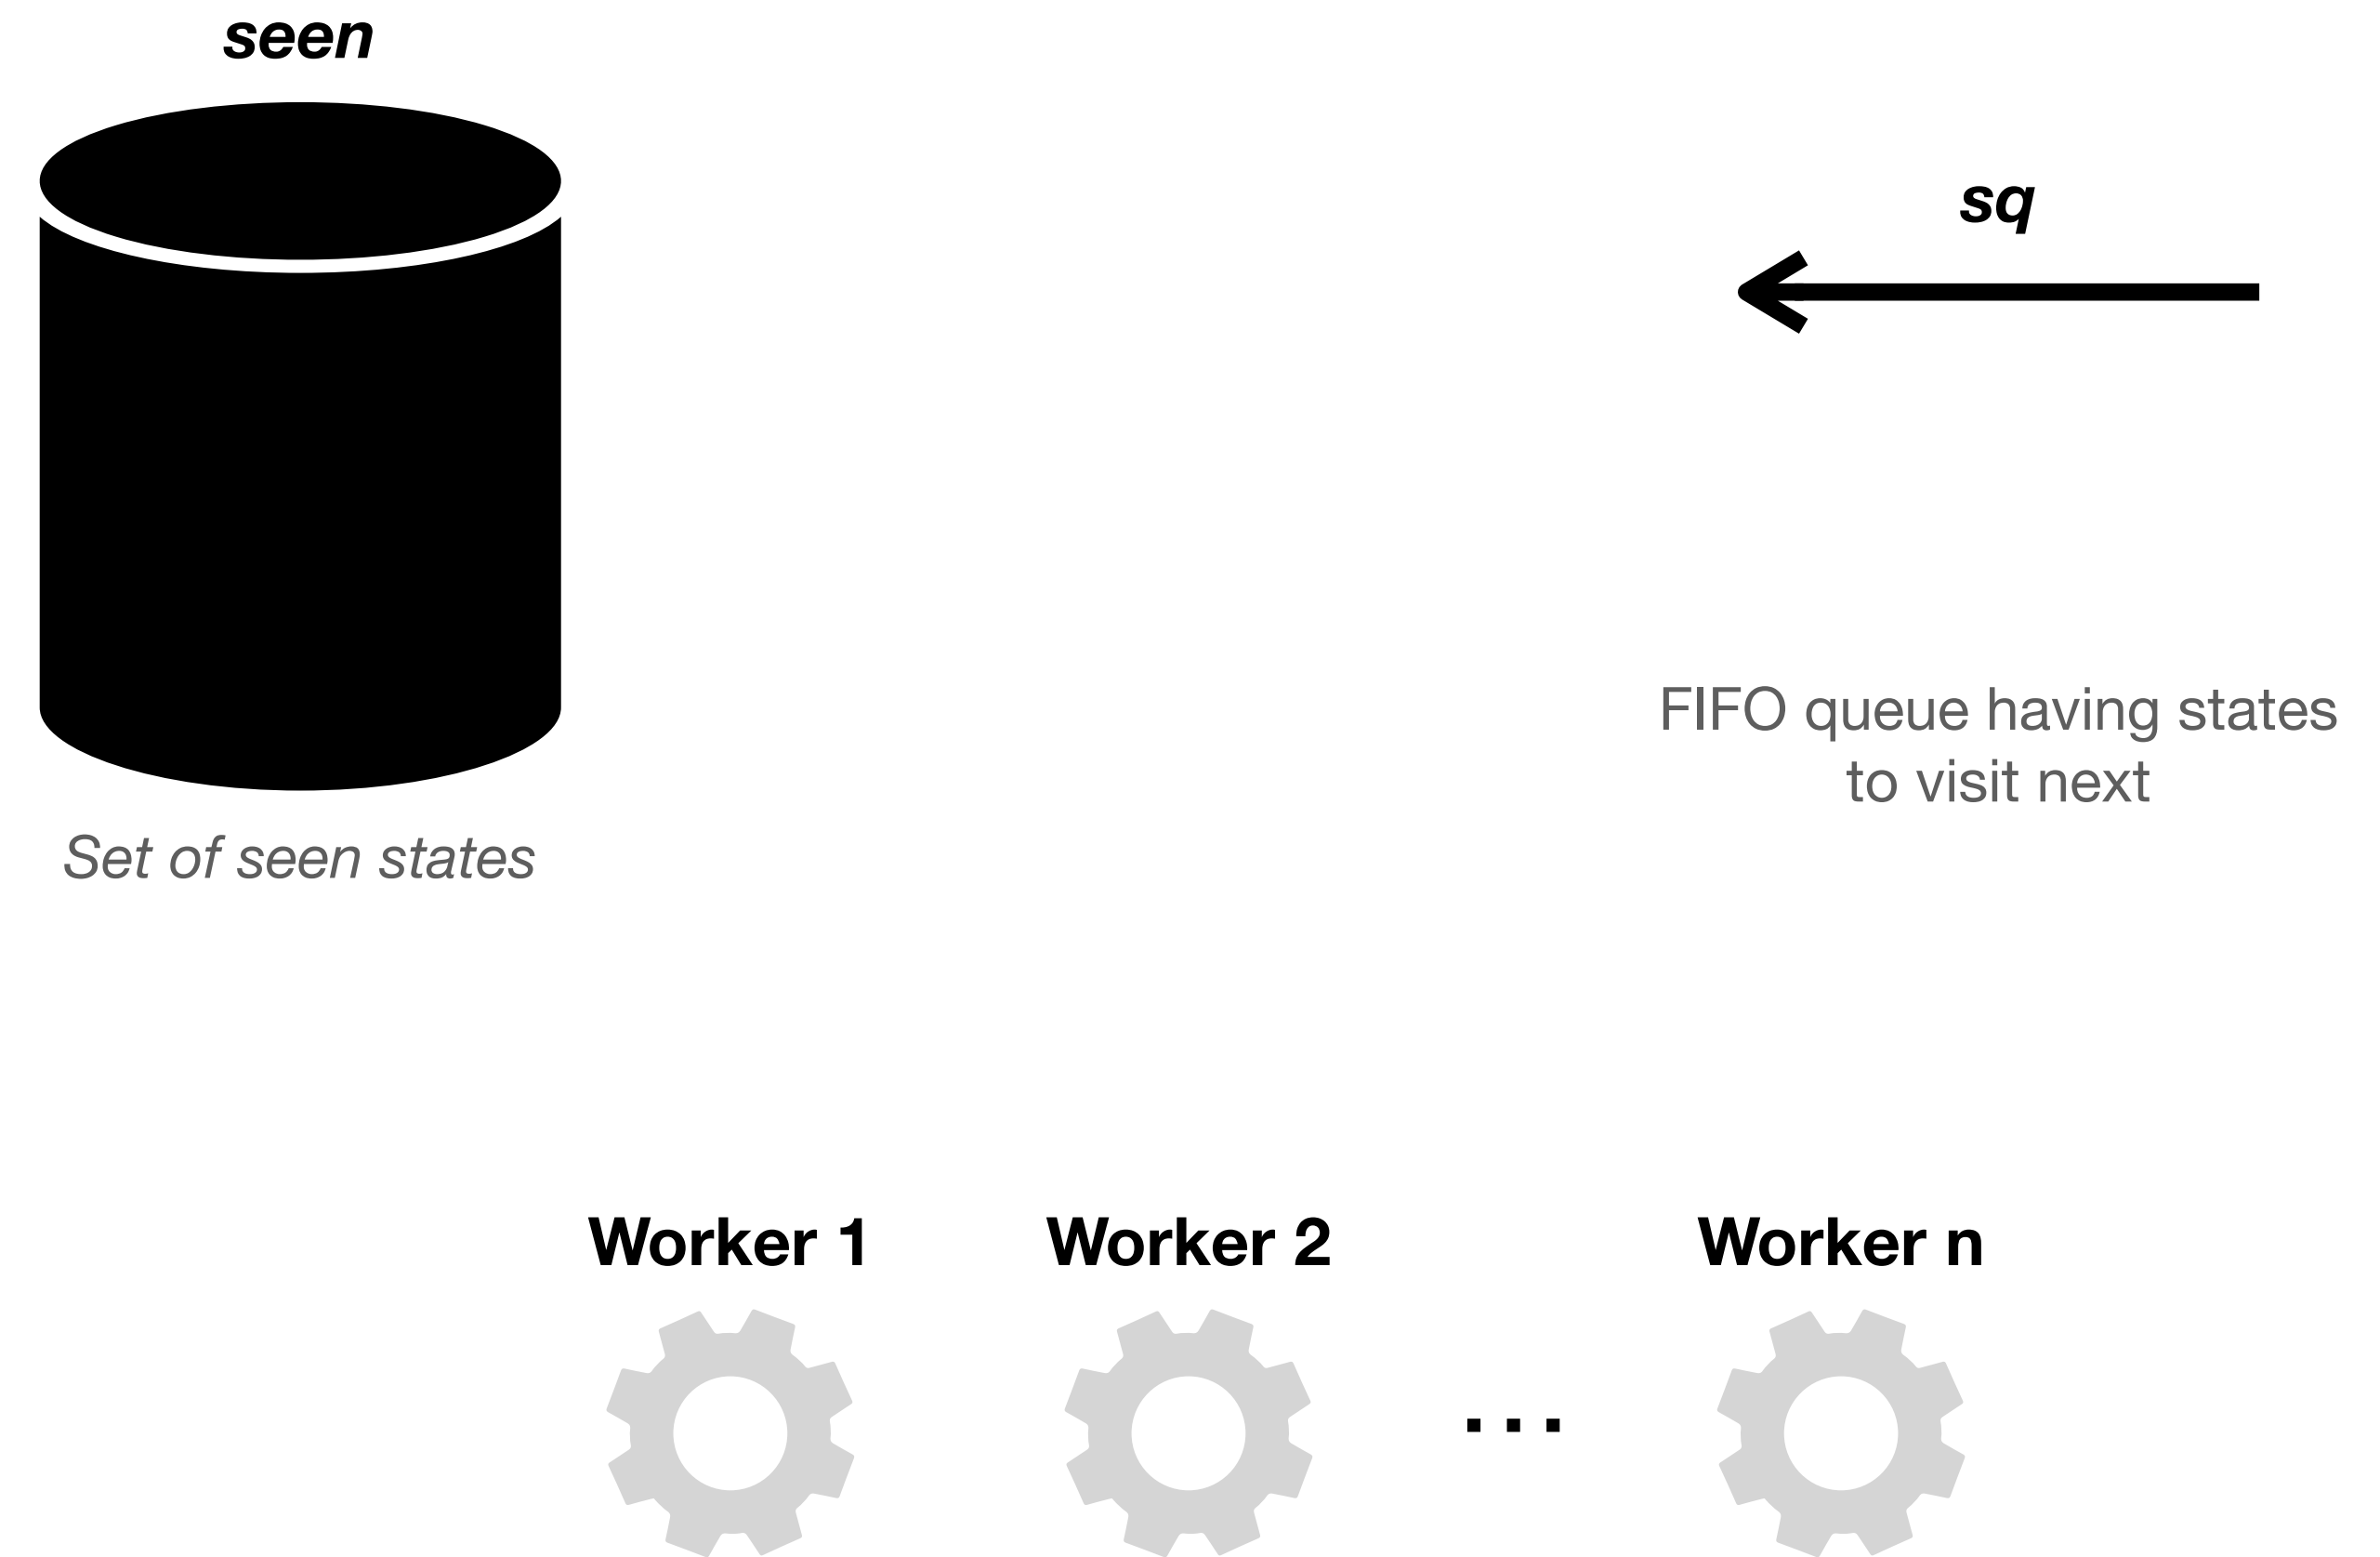 seen
sq
FIFO queue having states
to visit next
Set of seen states
Worker 1
Worker 2
...
Worker n